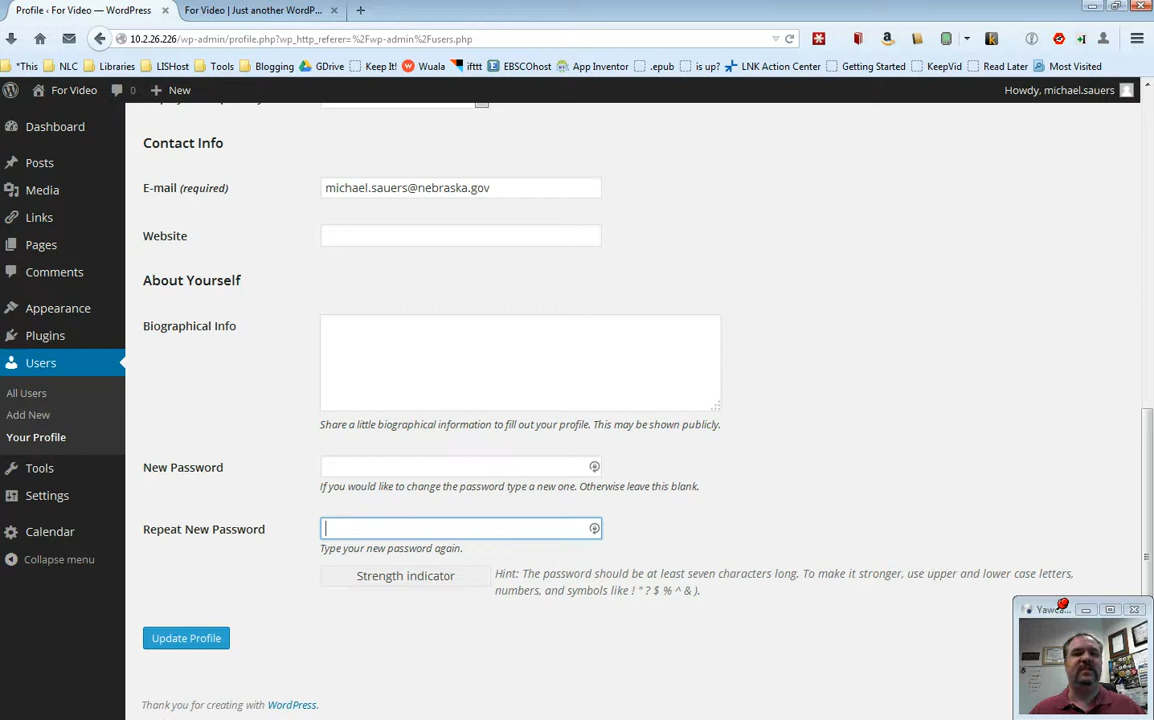 Profile ‹ For Video — WordPress
For Video | Just another WordP...
10.2.26.226/wp-admin/profile.php?wp_http_referer=%2Fwp-admin%2Fusers.php
*This NLC Libraries LISHost Tools Blogging GDrive Keep It! Wuala ifttt EBSCOhost App Inventor .epub is up? LNK Action Center Getting Started KeepVid Read Later Most Visited
For Video 0 New Howdy, michael.sauers
Dashboard
Posts
Media
Links
Pages
Comments
Appearance
Plugins
Users
All Users
Add New
Your Profile
Tools
Settings
Calendar
Collapse menu
Contact Info
E-mail (required) michael.sauers@nebraska.gov
Website
About Yourself
Biographical Info
Share a little biographical information to fill out your profile. This may be shown publicly.
New Password
If you would like to change the password type a new one. Otherwise leave this blank.
Repeat New Password
Type your new password again.
Strength indicator
Hint: The password should be at least seven characters long. To make it stronger, use upper and lower case letters,
numbers, and symbols like ! " ? $ % ^ & ).
Update Profile
Thank you for creating with WordPress.
Yawca...